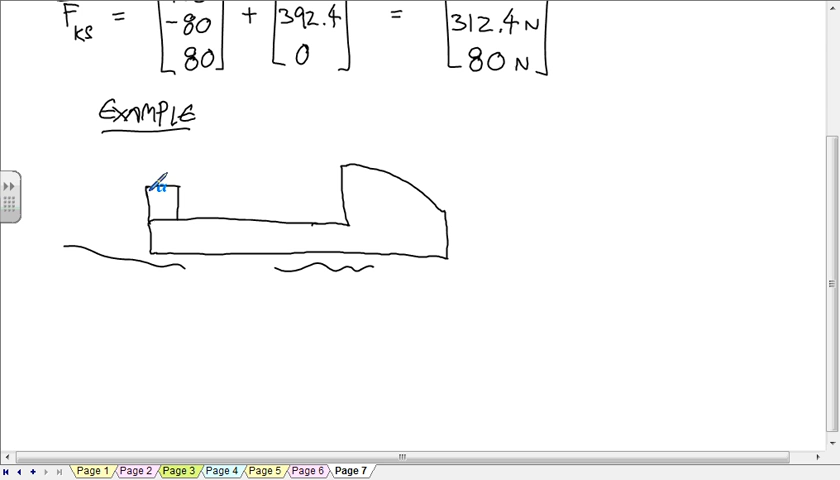 F_KS = [-80 80] + [392.4 0] = [312.4 N 80 N]
EXAMPLE
Page 1 Page 2 Page 3 Page 4 Page 5 Page 6 Page 7